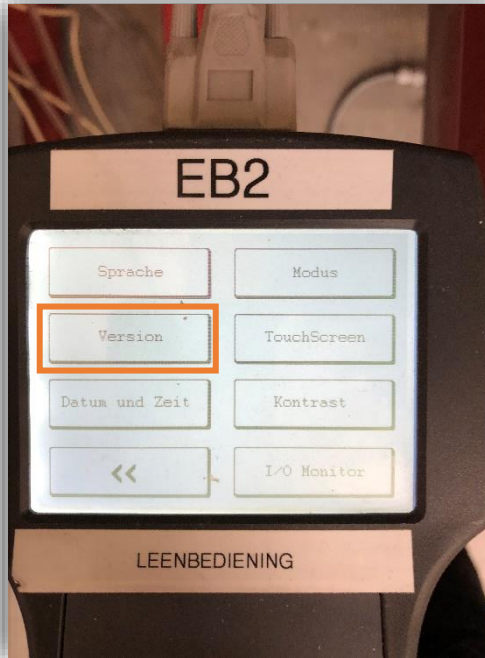 EB2
Sprache Modus
Version TouchScreen
Datum und Zeit Kontrast
<< I/O Monitor
LEENBEDIENING